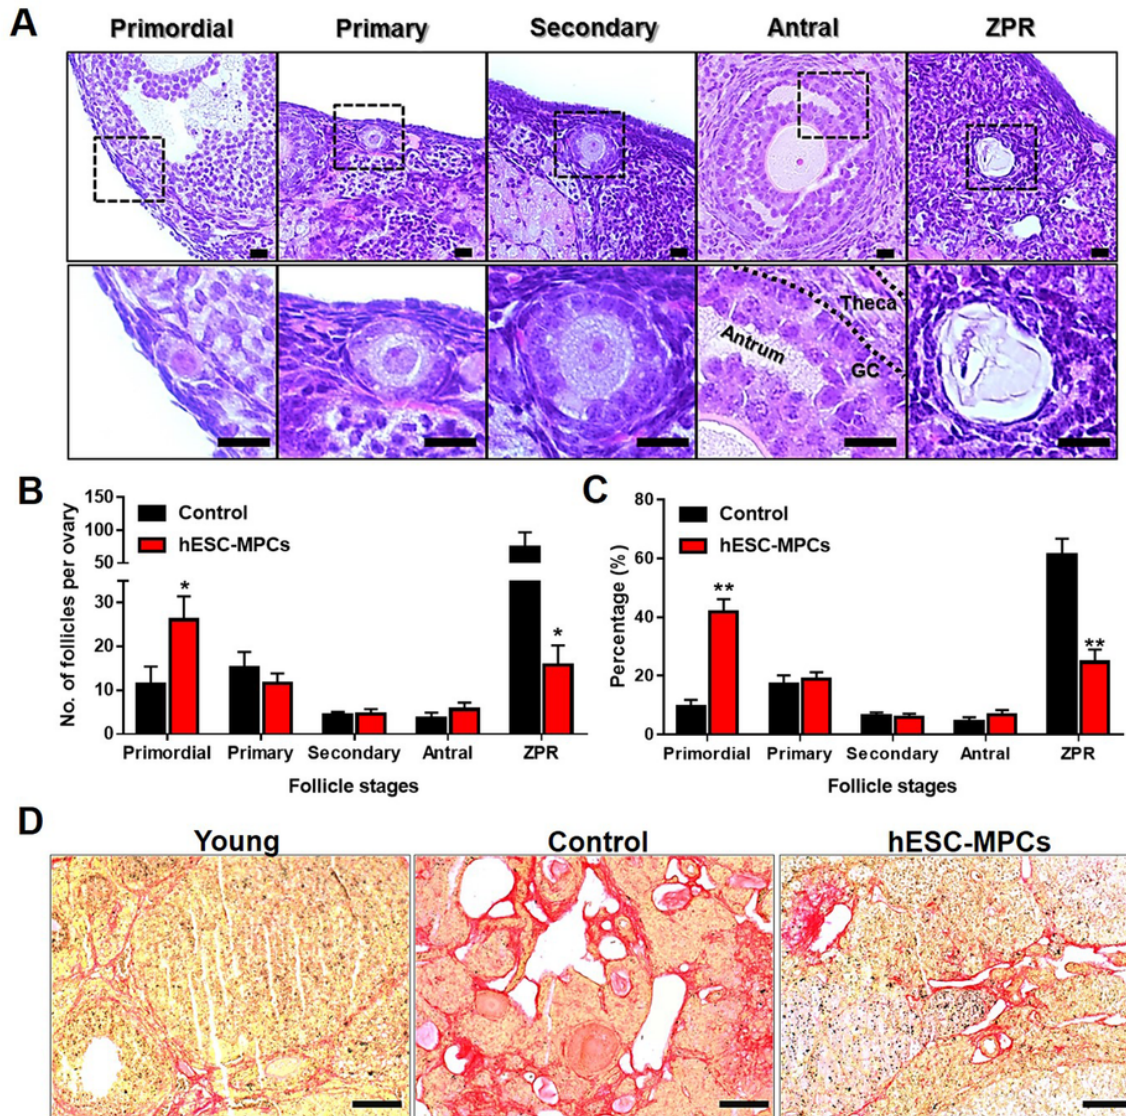 A
Primordial Primary Secondary Antral ZPR
Theca
Antrum
GC
B
No. of follicles per ovary
150
100
50
30
20
10
0
Control
hESC-MPCs
*
*
Primordial Primary Secondary Antral ZPR
Follicle stages
C
Percentage (%)
80
60
40
20
0
Control
hESC-MPCs
**
**
Primordial Primary Secondary Antral ZPR
Follicle stages
D
Young Control hESC-MPCs